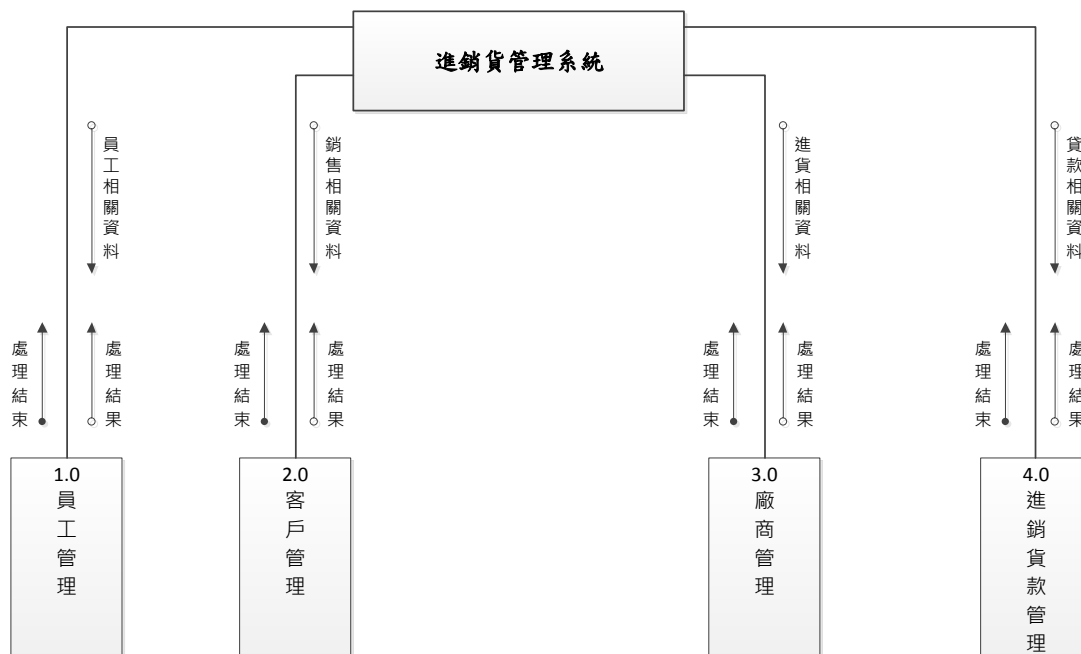 進銷貨管理系統
員工相關資料
銷售相關資料
進貨相關資料
貸款相關資料
處理結束
處理結果
處理結束
處理結果
處理結束
處理結果
處理結束
處理結果
1.0
員工管理
2.0
客戶管理
3.0
廠商管理
4.0
進銷貨款管理